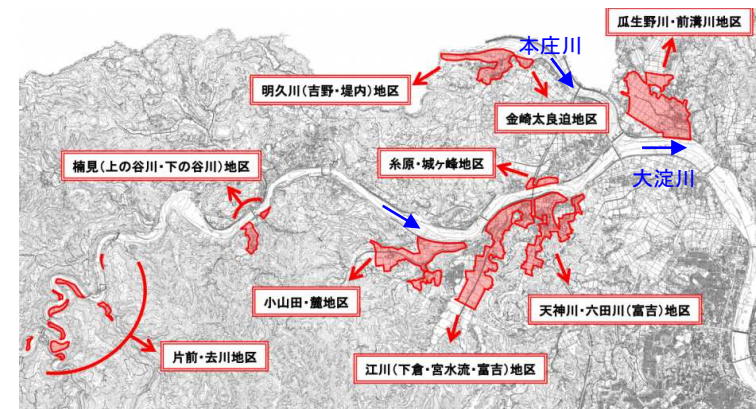 瓜生野川・前溝川地区
本庄川
明久川(吉野・堤内)地区
金崎太良迫地区
楠見(上の谷川・下の谷川)地区
糸原・城ヶ峰地区
大淀川
小山田・麓地区
天神川・六田川(富吉)地区
片前・去川地区
江川(下倉・宮水流・富吉)地区